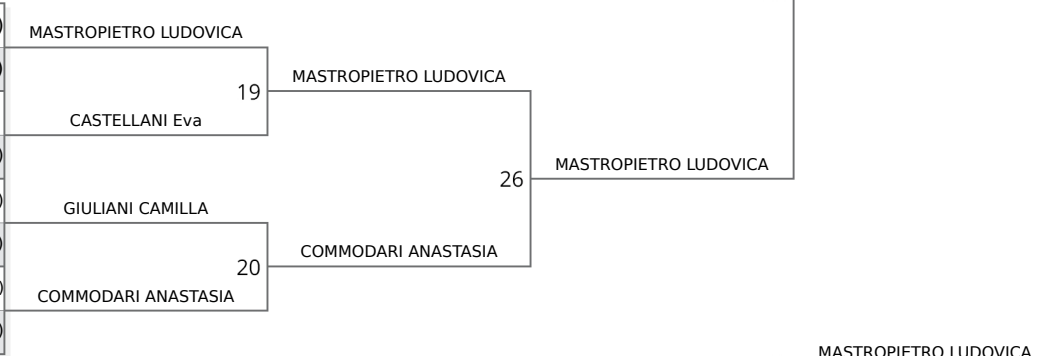 MASTROPIETRO LUDOVICA
MASTROPIETRO LUDOVICA
19
CASTELLANI Eva
MASTROPIETRO LUDOVICA
26
GIULIANI CAMILLA
COMMODARI ANASTASIA
20
COMMODARI ANASTASIA
MASTROPIETRO LUDOVICA